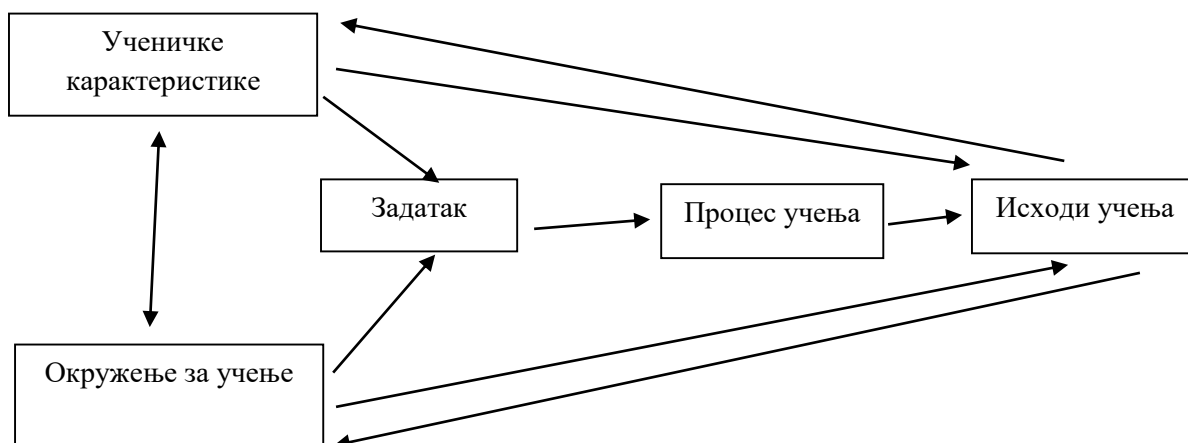 Ученичке
карактеристике
Задатак
Процес учења
Исходи учења
Окружење за учење